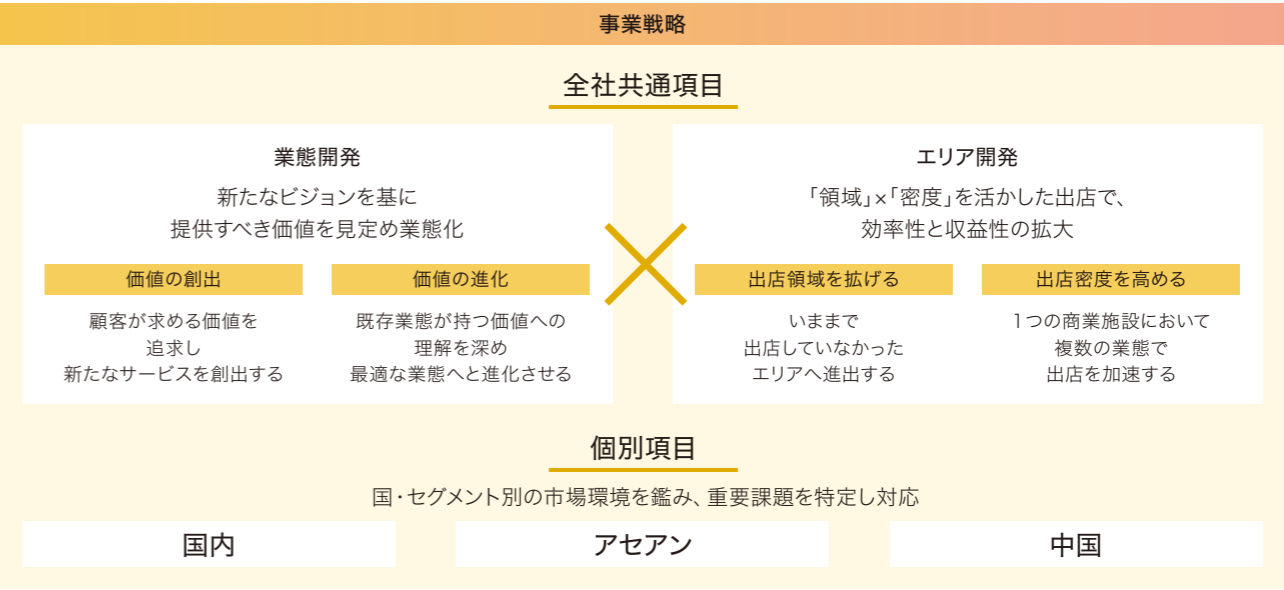 事業戦略
全社共通項目
業態開発
新たなビジョンを基に
提供すべき価値を見定め業態化
価値の創出
顧客が求める価値を
追求し
新たなサービスを創出する
価値の進化
既存業態が持つ価値への
理解を深め
最適な業態へと進化させる
エリア開発
「領域」×「密度」を活かした出店で、
効率性と収益性の拡大
出店領域を拡げる
いままで
出店していなかった
エリアへ進出する
出店密度を高める
1つの商業施設において
複数の業態で
出店を加速する
個別項目
国・セグメント別の市場環境を鑑み、重要課題を特定し対応
国内
アセアン
中国